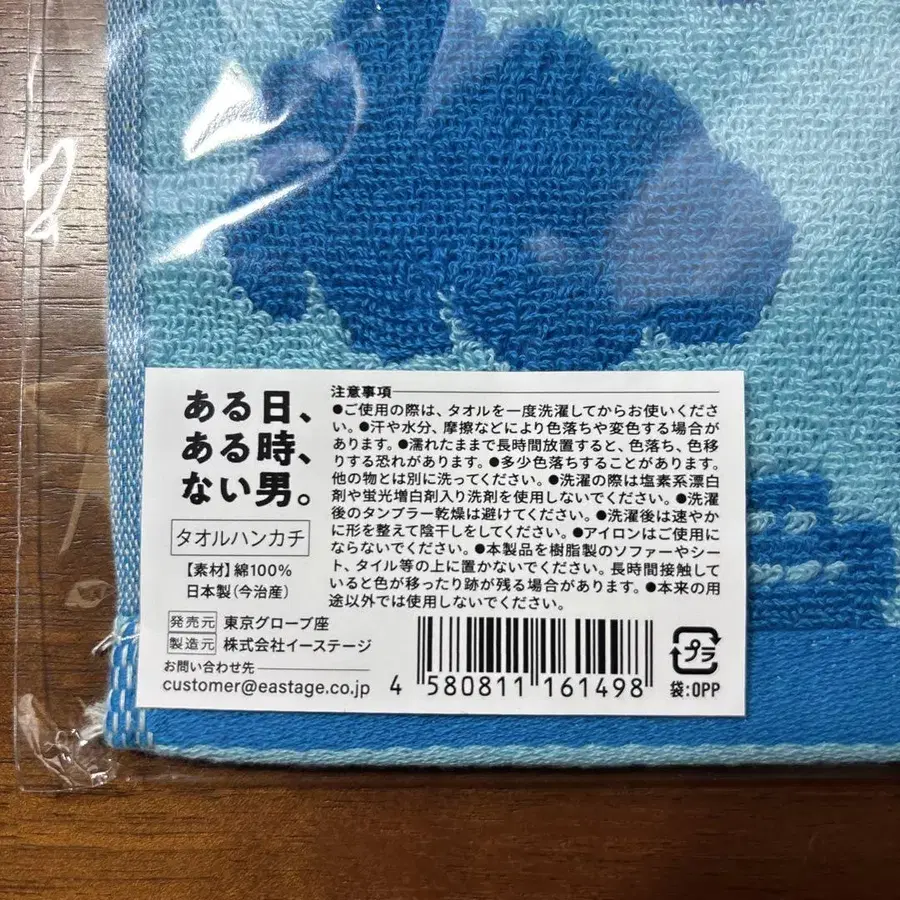 ある日、
ある時、
ない男。
タオルハンカチ
【素材】綿100%
日本製(今治産)
発売元 東京グローブ座
製造元 株式会社イーステージ
お問い合わせ先
customer@eastage.co.jp
注意事項
●ご使用の際は、タオルを一度洗濯してからお使いくださ
い。●汗や水分、摩擦などにより色落ちや変色する場合が
あります。●濡れたままで長時間放置すると、色落ち、色移
りする恐れがあります。●多少色落ちすることがあります。
他の物とは別に洗ってください。●洗濯の際は塩素系漂白
剤や蛍光増白剤入り洗剤を使用しないでください。●洗濯
後のタンブラー乾燥は避けてください。●洗濯後は速やか
に形を整えて陰干しをしてください。●アイロンはご使用に
ならないでください。●本製品を樹脂製のソファーやシー
ト、タイル等の上に置かないでください。長時間接触して
いると色が移ったり跡が残る場合があります。●本来の用
途以外では使用しないでください。
4 580811 161498
プラ
袋:OPP